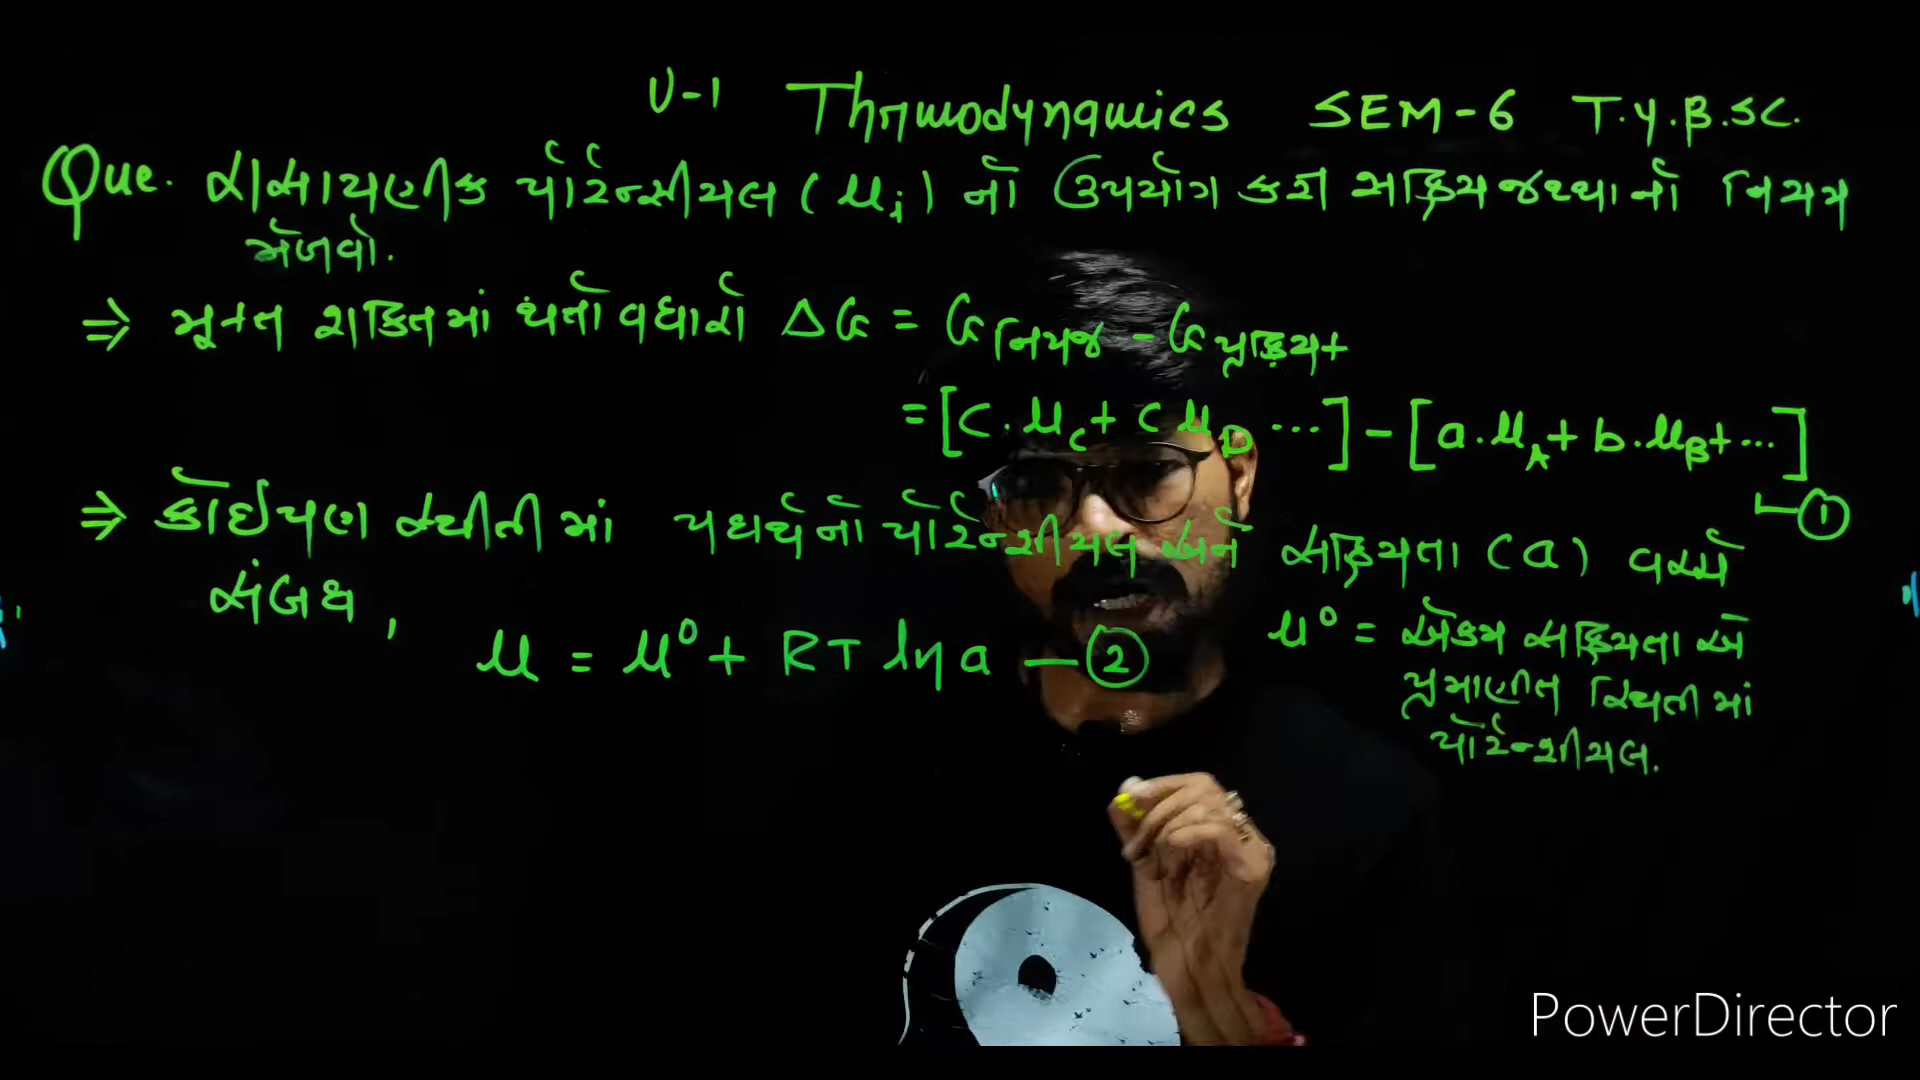 U-1 Thermodynamics SEM-6 T.Y.B.SC.
Que. રાસાયણીક પોટેન્સીયલ (μi) નો ઉપયોગ કરી સક્રિયજથ્થાનો નિયમ
મેળવો.
⇒ મૂક્ત શક્તિમાં થતો વધારો ΔG = Gનિપજ - Gપ્રક્રિયક
= [C.μC + C μD ...] - [a.μA + b.μB + ...]
①
⇒ કોઈપણ સ્થીતીમાં પદાર્થનો પોટેન્શીયલ અને સક્રિયતા (a) વચ્ચે
સંબધ,
μ = μ° + RT ln a — ②
μ° = એકમ સક્રિયતા એ
પ્રમાણીત સ્થિતીમાં
પોટેન્શીયલ.
PowerDirector